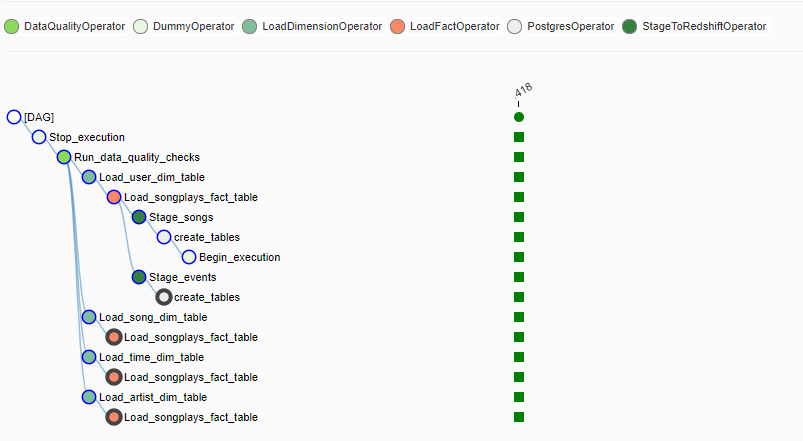 DataQualityOperator DummyOperator LoadDimensionOperator LoadFactOperator PostgresOperator StageToRedshiftOperator
.418
[DAG]
Stop_execution
Run_data_quality_checks
Load_user_dim_table
Load_songplays_fact_table
Stage_songs
create_tables
Begin_execution
Stage_events
create_tables
Load_song_dim_table
Load_songplays_fact_table
Load_time_dim_table
Load_songplays_fact_table
Load_artist_dim_table
Load_songplays_fact_table